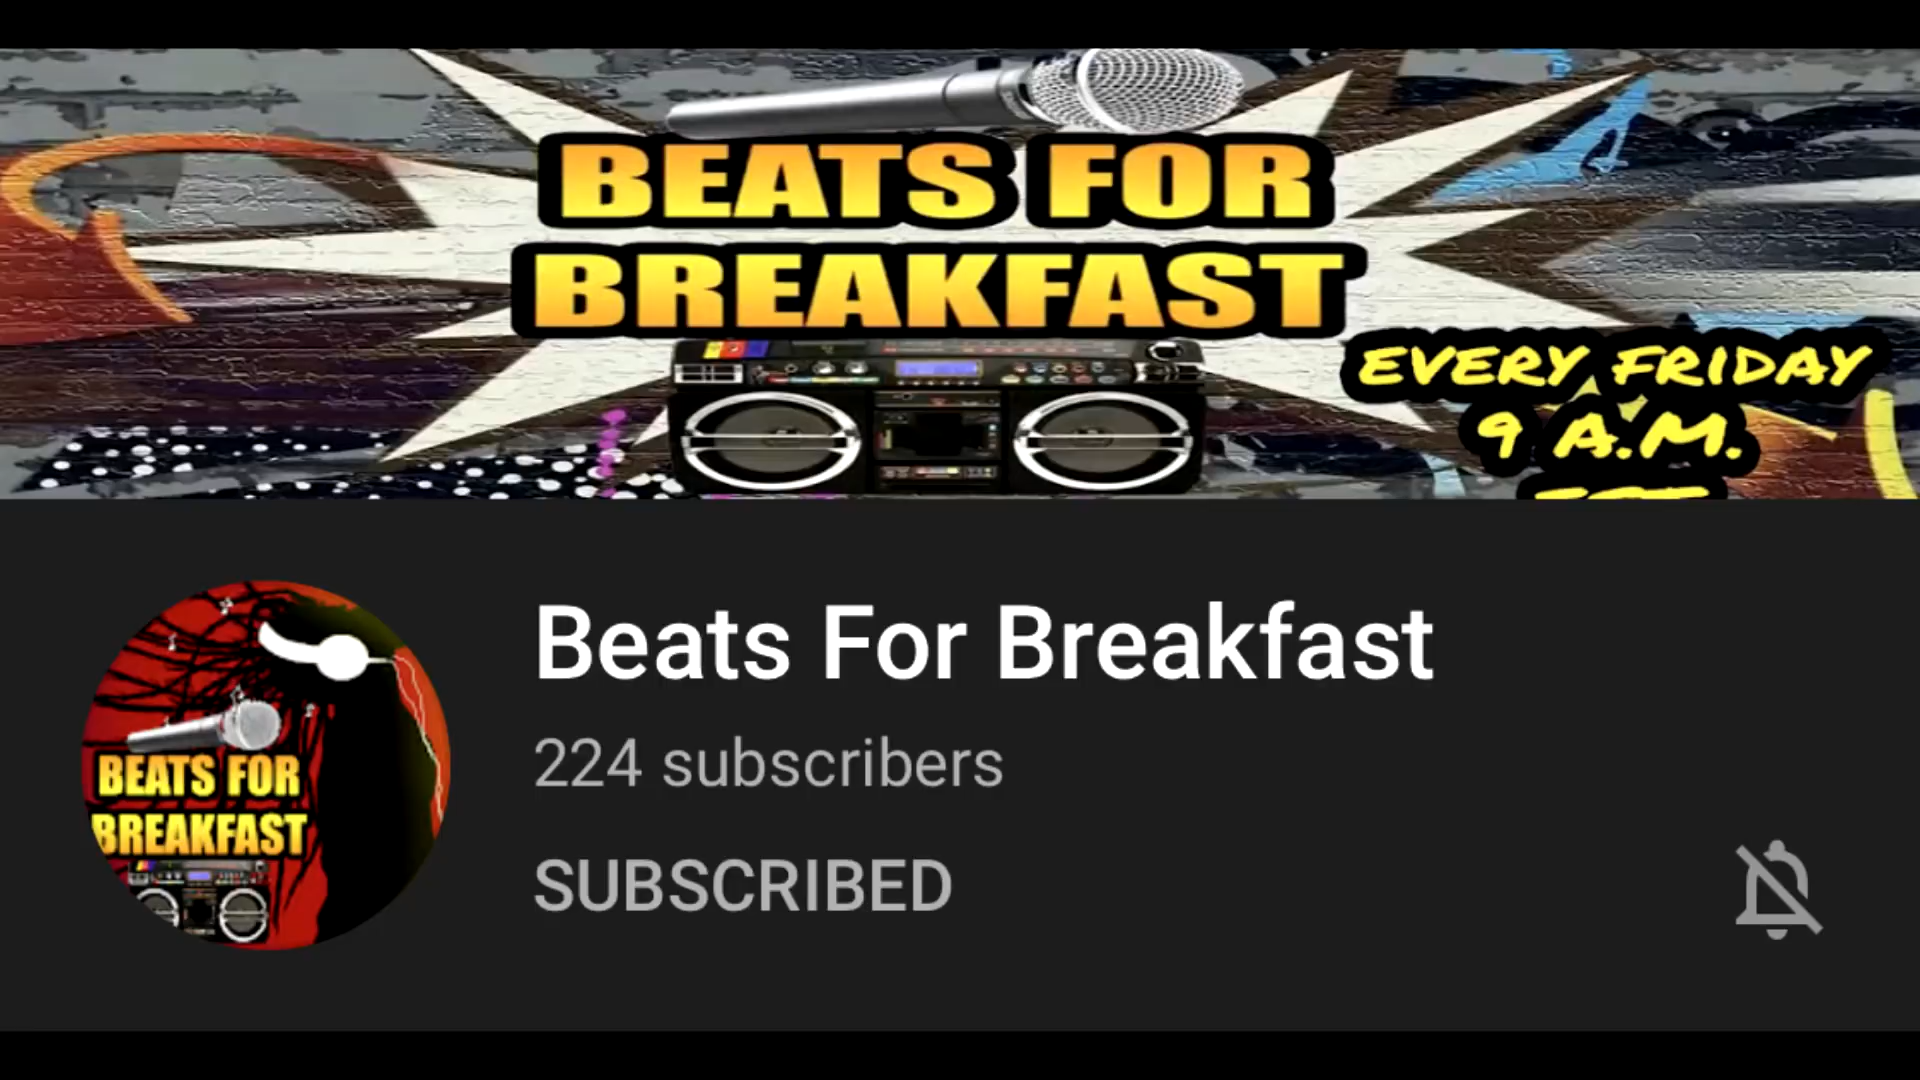 BEATS FOR
BREAKFAST
EVERY FRIDAY
9 A.M.
Beats For Breakfast
224 subscribers
SUBSCRIBED
BEATS FOR
BREAKFAST